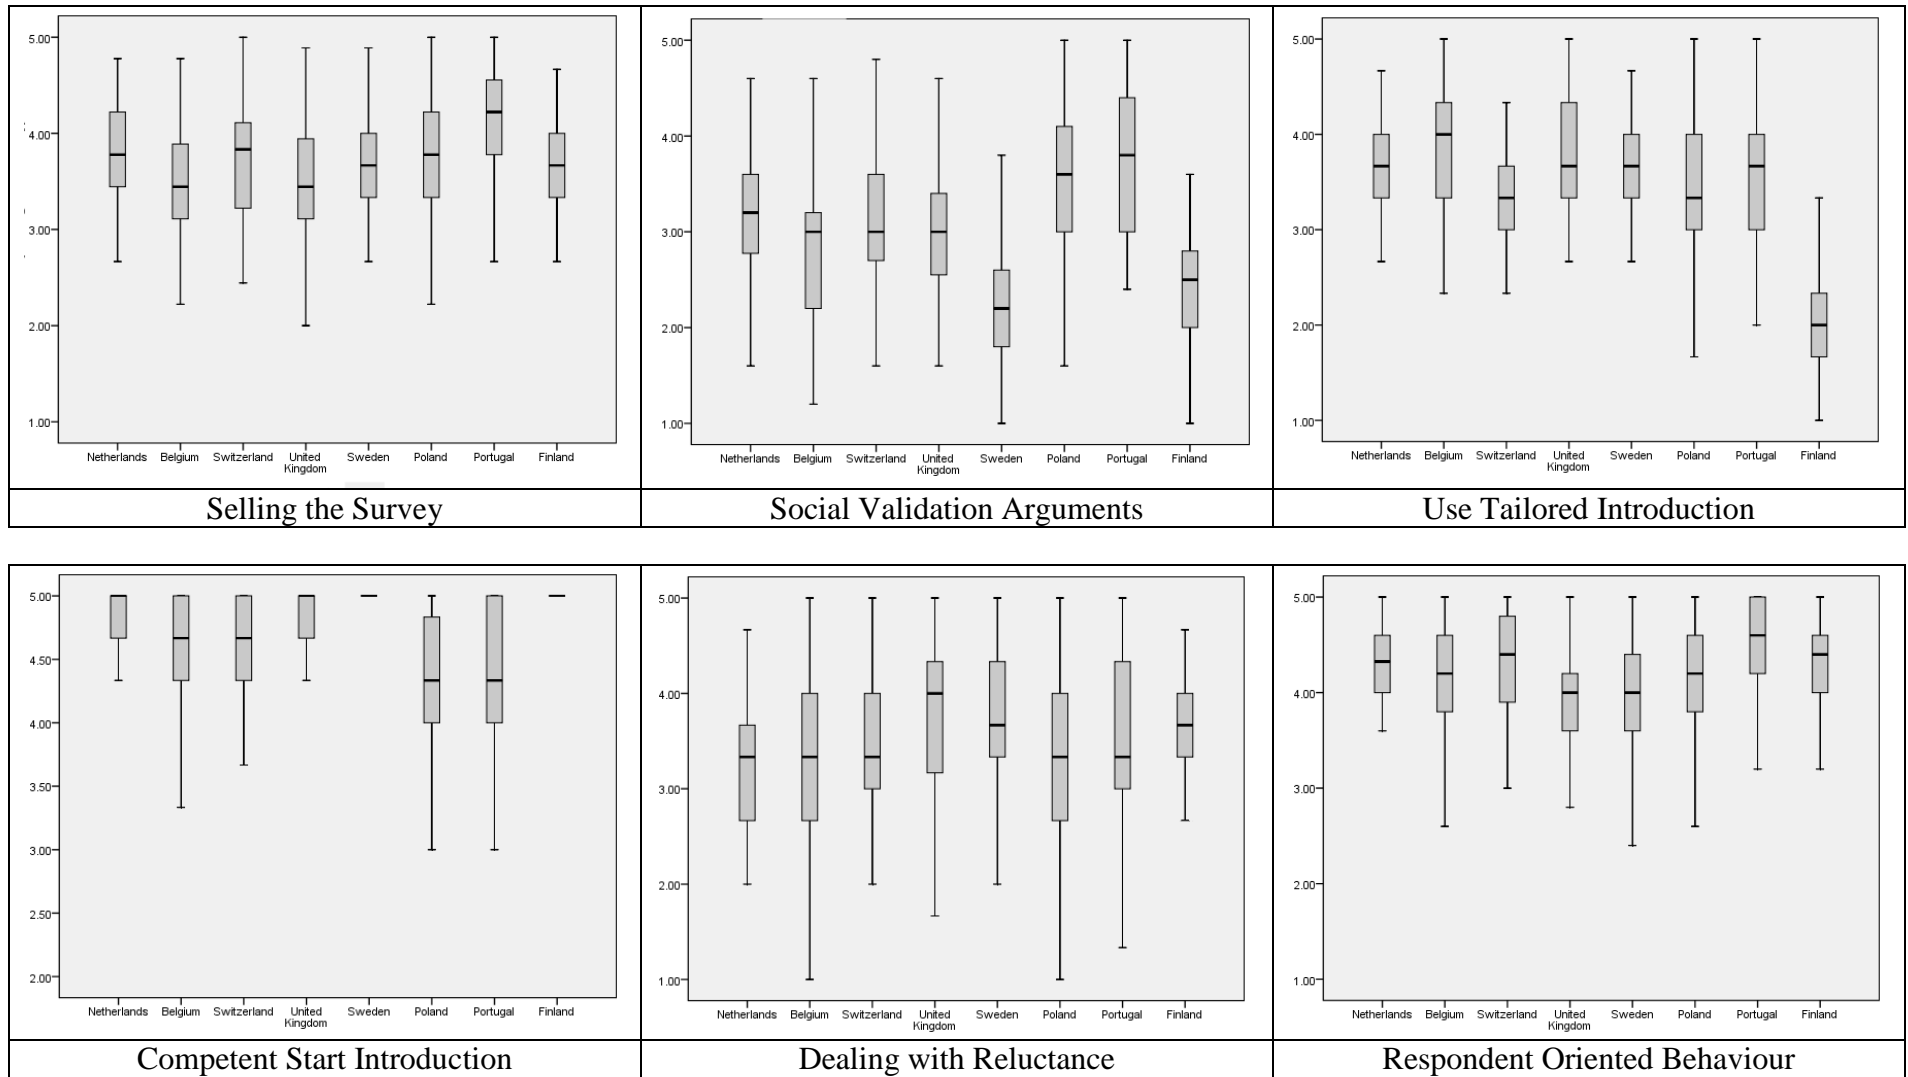 5.00
4.00
3.00
2.00
1.00
Netherlands Belgium Switzerland United Kingdom Sweden Poland Portugal Finland
Selling the Survey
5.00
4.00
3.00
2.00
1.00
Netherlands Belgium Switzerland United Kingdom Sweden Poland Portugal Finland
Social Validation Arguments
5.00
4.00
3.00
2.00
1.00
Netherlands Belgium Switzerland United Kingdom Sweden Poland Portugal Finland
Use Tailored Introduction
5.00
4.50
4.00
3.50
3.00
2.50
2.00
Netherlands Belgium Switzerland United Kingdom Sweden Poland Portugal Finland
Competent Start Introduction
5.00
4.00
3.00
2.00
1.00
Netherlands Belgium Switzerland United Kingdom Sweden Poland Portugal Finland
Dealing with Reluctance
5.00
4.00
3.00
2.00
1.00
Netherlands Belgium Switzerland United Kingdom Sweden Poland Portugal Finland
Respondent Oriented Behaviour